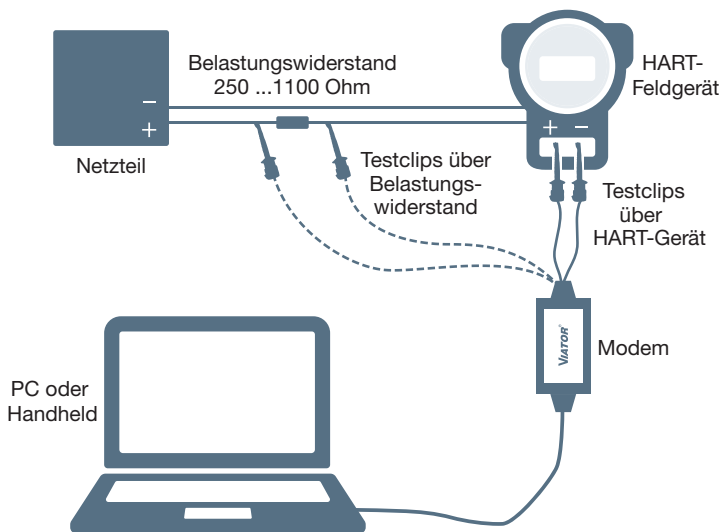 Belastungswiderstand
250 ...1100 Ohm
HART-
Feldgerät
−
+
+ −
Netzteil
Testclips über
Belastungs-
widerstand
Testclips
über
HART-Gerät
VIATOR®
Modem
PC oder
Handheld